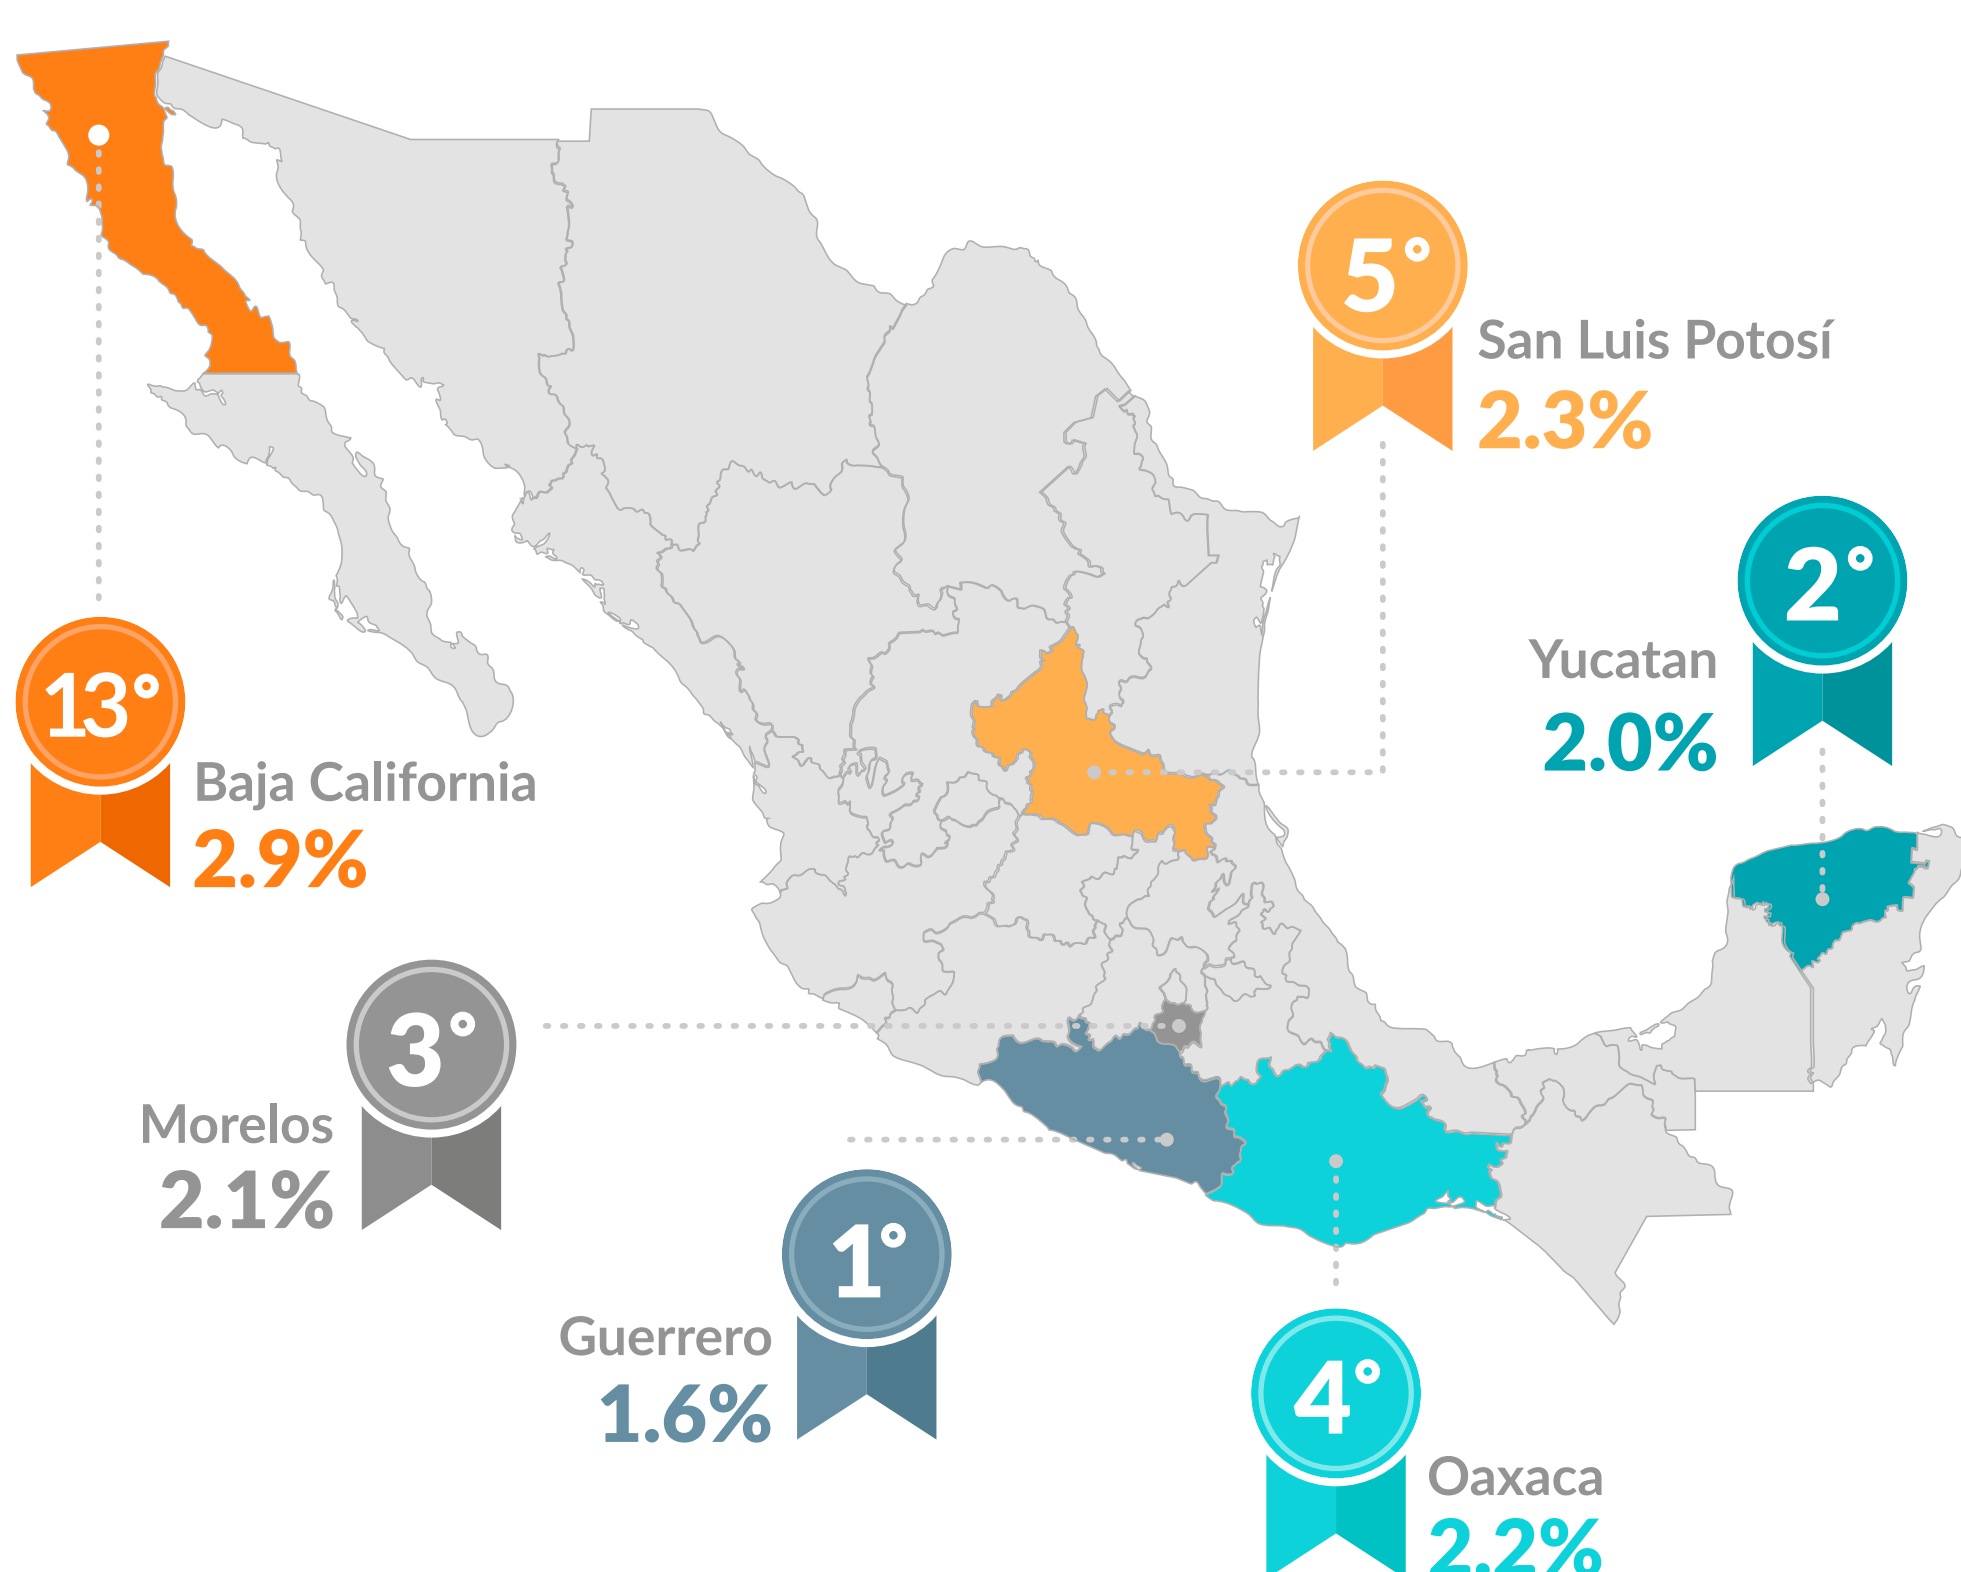 5°
San Luis Potosí
2.3%
2°
Yucatan
2.0%
13°
Baja California
2.9%
3°
Morelos
2.1%
1°
Guerrero
1.6%
4°
Oaxaca
2.2%